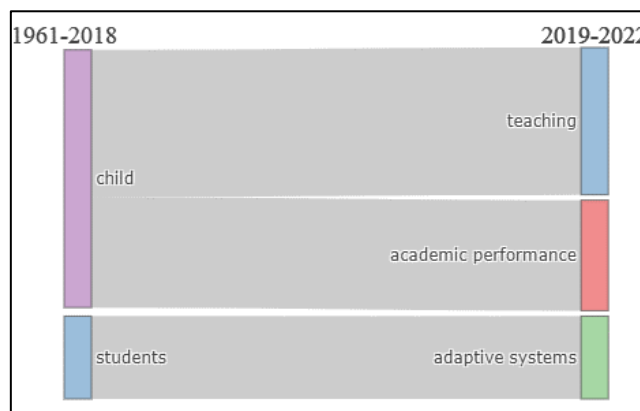 1961-2018
2019-2022
teaching
child
academic performance
students
adaptive systems